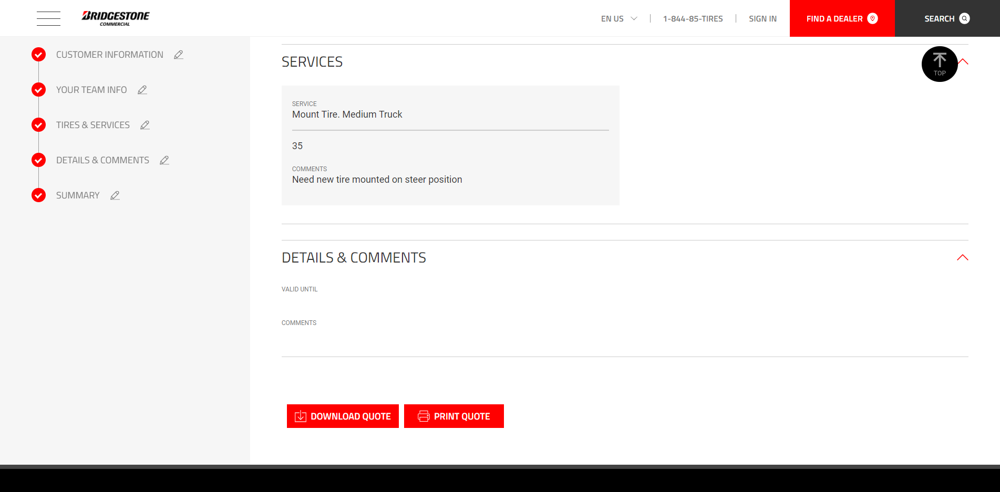 BRIDGESTONE
COMMERCIAL
EN US
1-844-85-TIRES
SIGN IN
FIND A DEALER
SEARCH
CUSTOMER INFORMATION
YOUR TEAM INFO
TIRES & SERVICES
DETAILS & COMMENTS
SUMMARY
SERVICES
TOP
SERVICE
Mount Tire. Medium Truck
35
COMMENTS
Need new tire mounted on steer position
DETAILS & COMMENTS
VALID UNTIL
COMMENTS
DOWNLOAD QUOTE
PRINT QUOTE